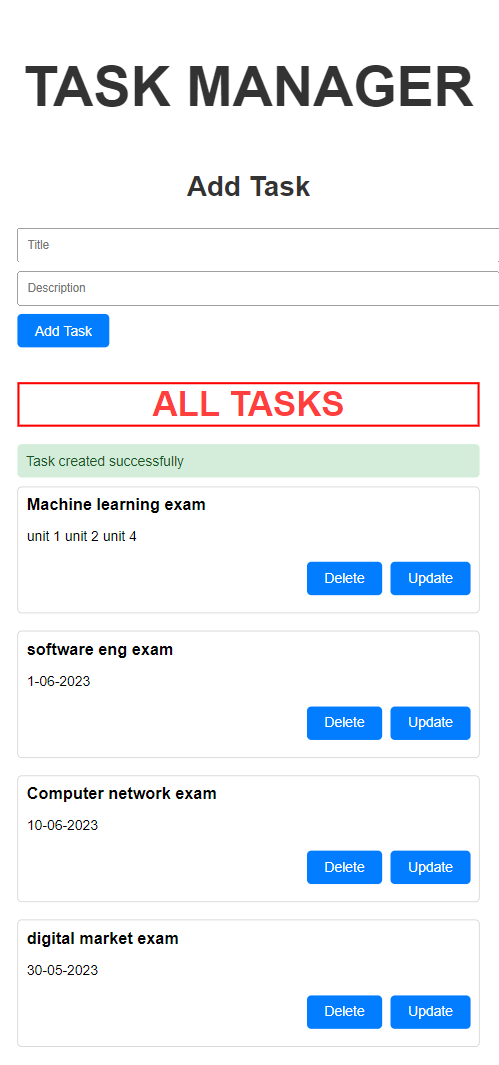 TASK MANAGER
Add Task
Title
Description
Add Task
ALL TASKS
Task created successfully
Machine learning exam
unit 1 unit 2 unit 4
Delete Update
software eng exam
1-06-2023
Delete Update
Computer network exam
10-06-2023
Delete Update
digital market exam
30-05-2023
Delete Update